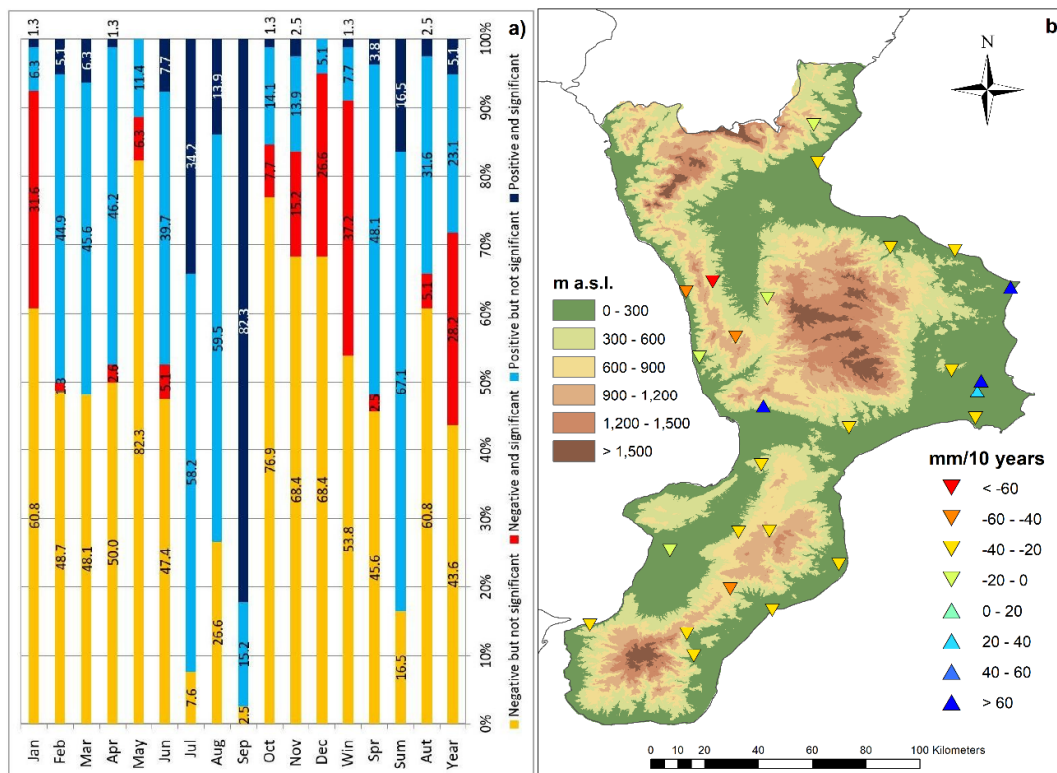 a)
1.3 6.3 31.6 60.8 Jan
5.1 44.9 1.3 48.7 Feb
6.3 45.6 48.1 Mar
1.3 46.2 2.6 50.0 Apr
11.4 6.3 82.3 May
7.7 39.7 5.1 47.4 Jun
34.2 58.2 7.6 Jul
13.9 59.5 26.6 Aug
82.3 15.2 2.5 Sep
1.3 14.1 7.7 76.9 Oct
2.5 13.9 15.2 68.4 Nov
5.1 26.6 68.4 Dec
1.3 7.7 37.2 53.8 Win
3.8 48.1 2.5 45.6 Spr
16.5 67.1 16.5 Sum
2.5 31.6 5.1 60.8 Aut
5.1 23.1 28.2 43.6 Year
0% 10% 20% 30% 40% 50% 60% 70% 80% 90% 100%
Negative but not significant
Negative and significant
Positive but not significant
Positive and significant
b)
N
m a.s.l.
0 - 300
300 - 600
600 - 900
900 - 1,200
1,200 - 1,500
> 1,500
mm/10 years
< -60
-60 - -40
-40 - -20
-20 - 0
0 - 20
20 - 40
40 - 60
> 60
0 10 20 40 60 80 100 Kilometers